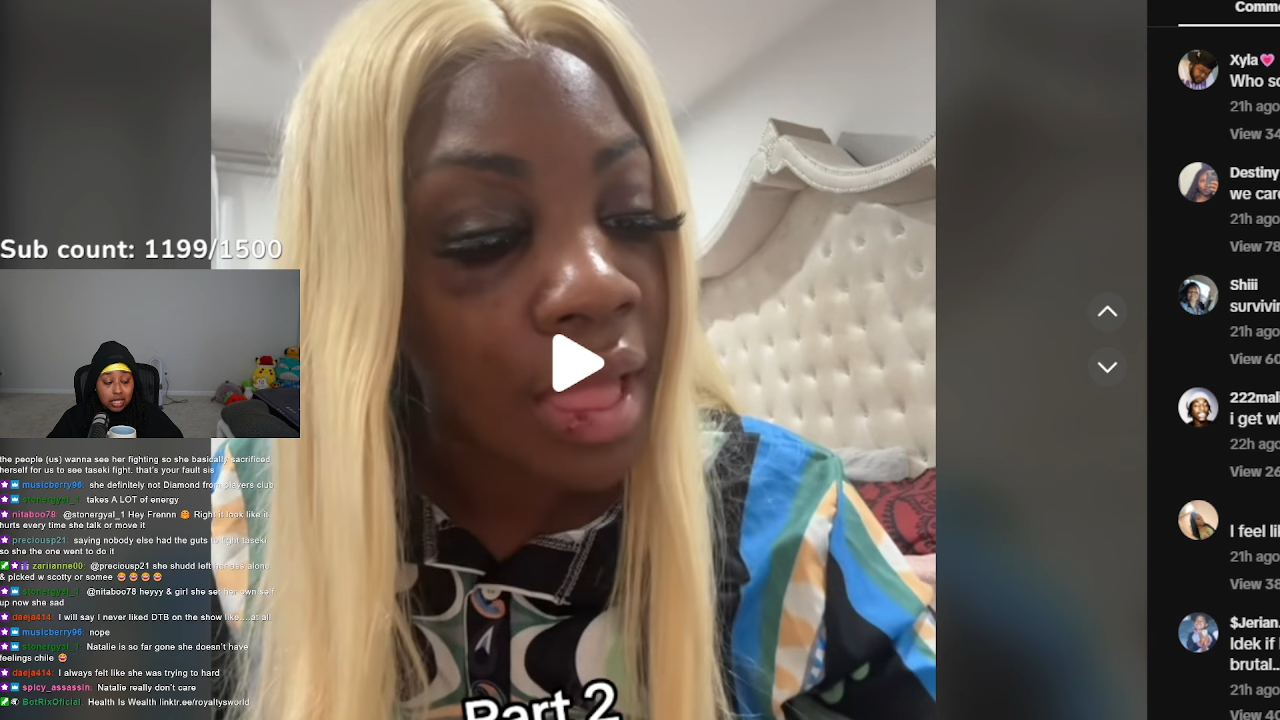 Sub count: 1199/1500
the people (us) wanna see her fighting so she basically sacrificed
herself for us to see taseki fight. that's your fault sis
musicberry96: she definitely not Diamond from players club
stonergyal_1: takes A LOT of energy
nitaboo78: @stonergyal_1 Hey Frennn 🤗 Right it look like it
hurts every time she talk or move it
preciousp21: saying nobody else had the guts to fight taseki
so she the one went to do it
zariianne00: @preciousp21 she shudd left her ass alone
& picked w scotty or somee
stonergyal_1: @nitaboo78 heyyy & girl she set her own self
up now she sad
daeja414: I will say I never liked DTB on the show like....at all
musicberry96: nope
stonergyal_1: Natalie is so far gone she doesn't have
feelings chile
daeja414: I always felt like she was trying to hard
spicy_assassin: Natalie really don't care
BotRixOficial: Health Is Wealth linktr.ee/royaltysworld
Part 2
Comme
Xyla💗
Who so
21h ago
View 34
Destiny
we care
21h ago
View 78
Shiii
survivin
21h ago
View 60
222mali
i get wh
22h ago
View 26
I feel lil
21h ago
View 38
$Jerian.
Idek if I
brutal..
21h ago
View 40